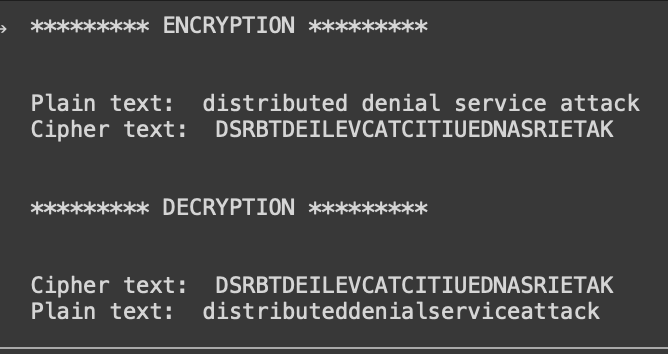 ********* ENCRYPTION *********
Plain text: distributed denial service attack
Cipher text: DSRBTDEILEVCATCITIUEDNASRIETAK
********* DECRYPTION *********
Cipher text: DSRBTDEILEVCATCITIUEDNASRIETAK
Plain text: distributeddenialserviceattack